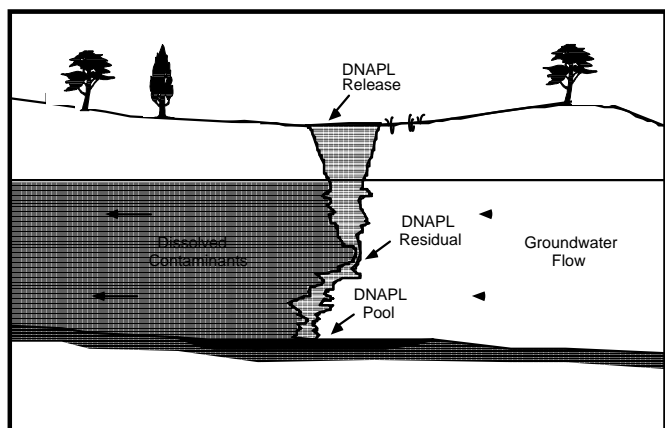 DNAPL
Release
DNAPL
Residual
Dissolved
Contaminants
Groundwater
Flow
DNAPL
Pool